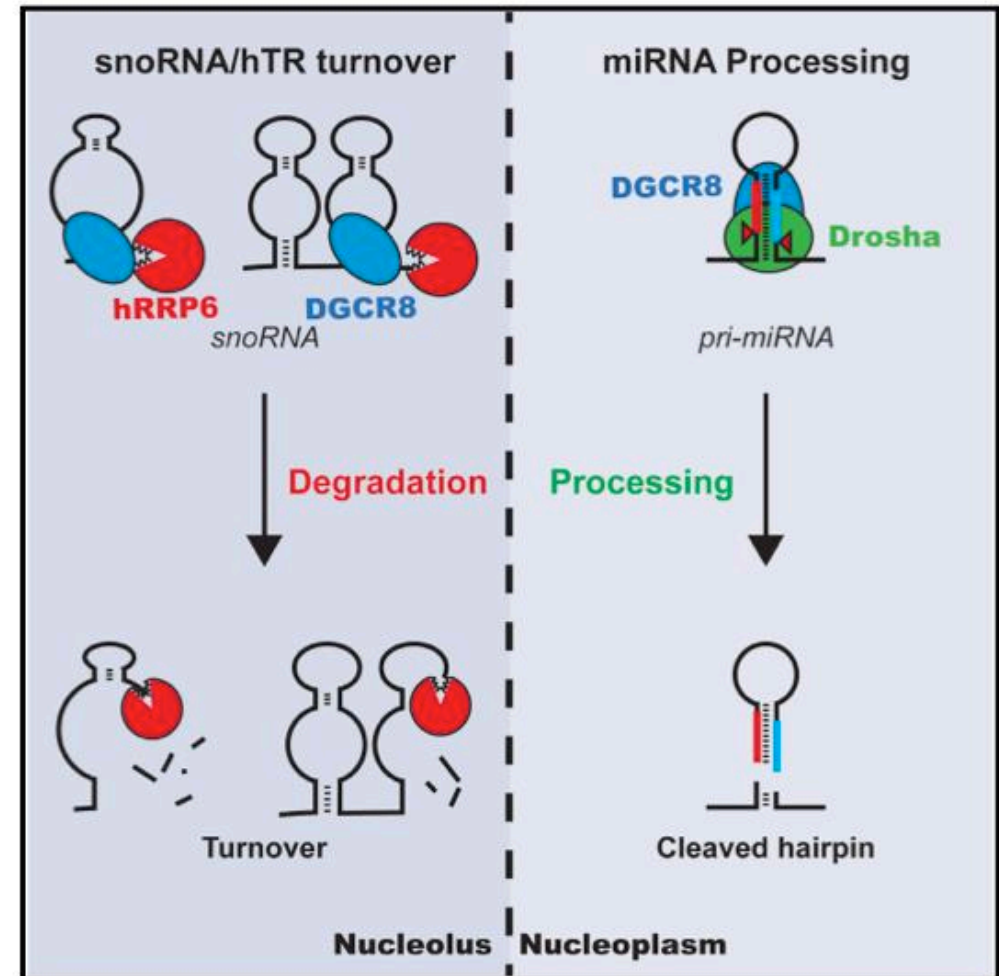 snoRNA/hTR turnover
miRNA Processing
hRRP6
DGCR8
snoRNA
DGCR8
Drosha
pri-miRNA
Degradation
Processing
Turnover
Cleaved hairpin
Nucleolus
Nucleoplasm